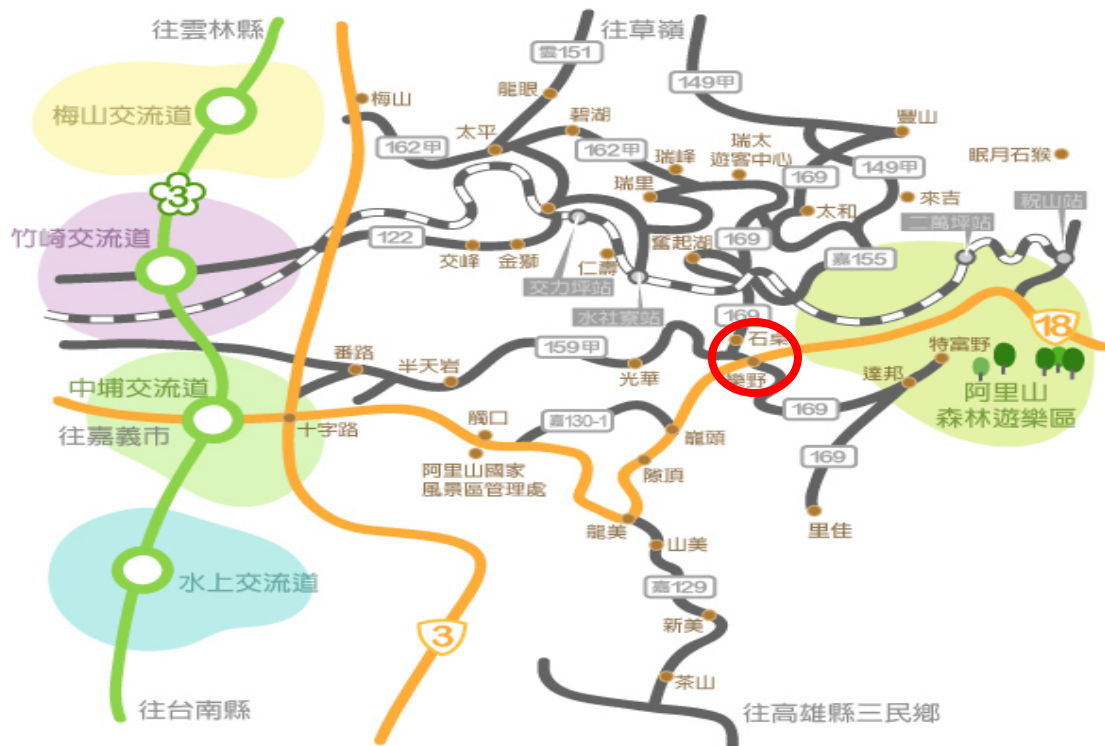 往雲林縣
往草嶺
雲151
149甲
梅山
龍眼
碧湖
豐山
梅山交流道
太平
162甲
162甲
瑞峰
瑞太
遊客中心
149甲
眠月石猴
3
瑞里
169
太和
來吉
祝山站
二萬坪站
竹崎交流道
122
交峰
金獅
仁壽
奮起湖
169
嘉155
交力坪站
水社寮站
169
18
石棹
樂野
特富野
番路
半天岩
159甲
光華
達邦
阿里山
森林遊樂區
中埔交流道
往嘉義市
十字路
觸口
嘉130-1
龍頭
169
阿里山國家
風景區管理處
隙頂
169
里佳
龍美
山美
水上交流道
嘉129
3
新美
茶山
往台南縣
往高雄縣三民鄉